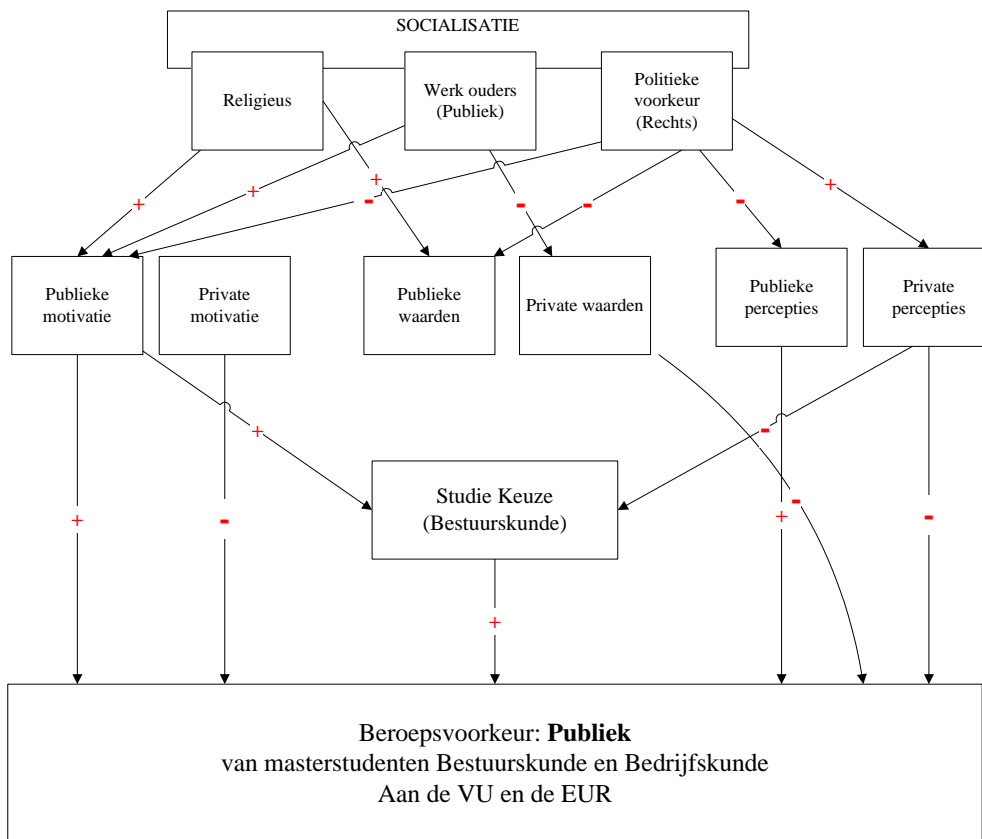 SOCIALISATIE
Religieus
Werk ouders
(Publiek)
Politieke
voorkeur
(Rechts)
+
+
-
+
-
-
-
+
Publieke
motivatie
Private
motivatie
Publieke
waarden
Private waarden
Publieke
percepties
Private
percepties
+
-
Studie Keuze
(Bestuurskunde)
+
-
-
+
-
+
Beroepsvoorkeur: Publiek
van masterstudenten Bestuurskunde en Bedrijfskunde
Aan de VU en de EUR